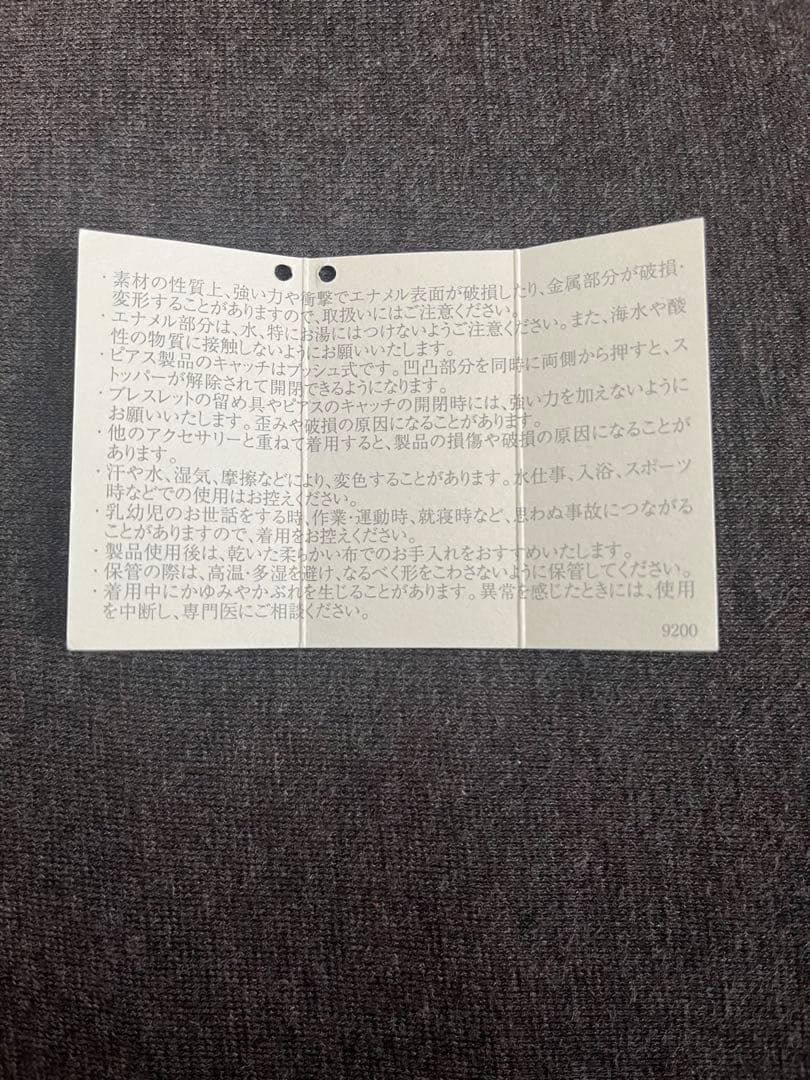 ・素材の性質上、強い力や衝撃でエナメル表面が破損したり、金属部分が破損・
変形することがありますので、取扱いにはご注意ください。
・エナメル部分は、水、特にお湯にはつけないようご注意ください。また、海水や酸
性の物質に接触しないようにお願いいたします。
・ピアス製品のキャッチはプッシュ式です。凹凸部分を同時に両側から押すと、ス
トッパーが解除されて開閉できるようになります。
・ブレスレットの留め具やピアスのキャッチの開閉時には、強い力を加えないように
お願いいたします。歪みや破損の原因になることがあります。
・他のアクセサリーと重ねて着用すると、製品の損傷や破損の原因になることが
あります。
・汗や水、湿気、摩擦などにより、変色することがあります。水仕事、入浴、スポーツ
時などでの使用はお控えください。
・乳幼児のお世話をする時、作業・運動時、就寝時など、思わぬ事故につながる
ことがありますので、着用をお控えください。
・製品使用後は、乾いた柔らかい布でのお手入れをおすすめいたします。
・保管の際は、高温・多湿を避け、なるべく形をこわさないように保管してください。
・着用中にかゆみやかぶれを生じることがあります。異常を感じたときには、使用
を中断し、専門医にご相談ください。
9200